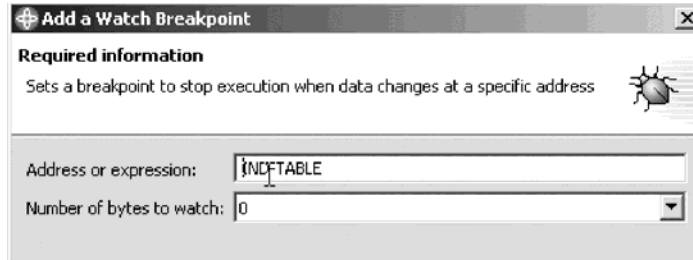 Add a Watch Breakpoint
Required information
Sets a breakpoint to stop execution when data changes at a specific address
Address or expression:
Number of bytes to watch: 0